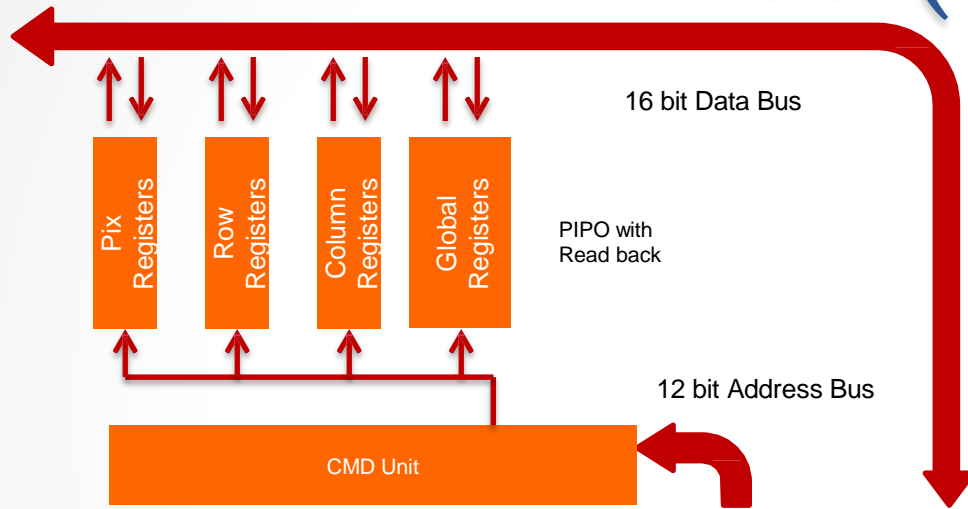 16 bit Data Bus
Pix
Registers
Row
Registers
Column
Registers
Global
Registers
PIPO with
Read back
12 bit Address Bus
CMD Unit